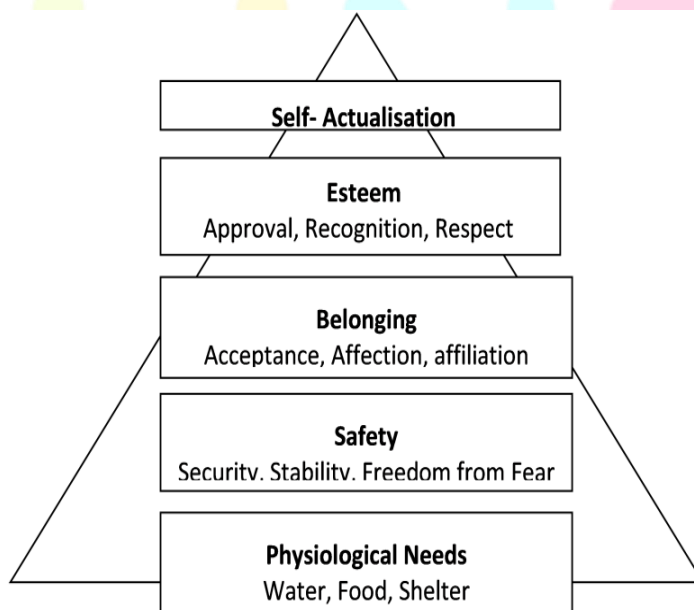 Self- Actualisation
Esteem
Approval, Recognition, Respect
Belonging
Acceptance, Affection, affiliation
Safety
Security, Stability, Freedom from Fear
Physiological Needs
Water, Food, Shelter